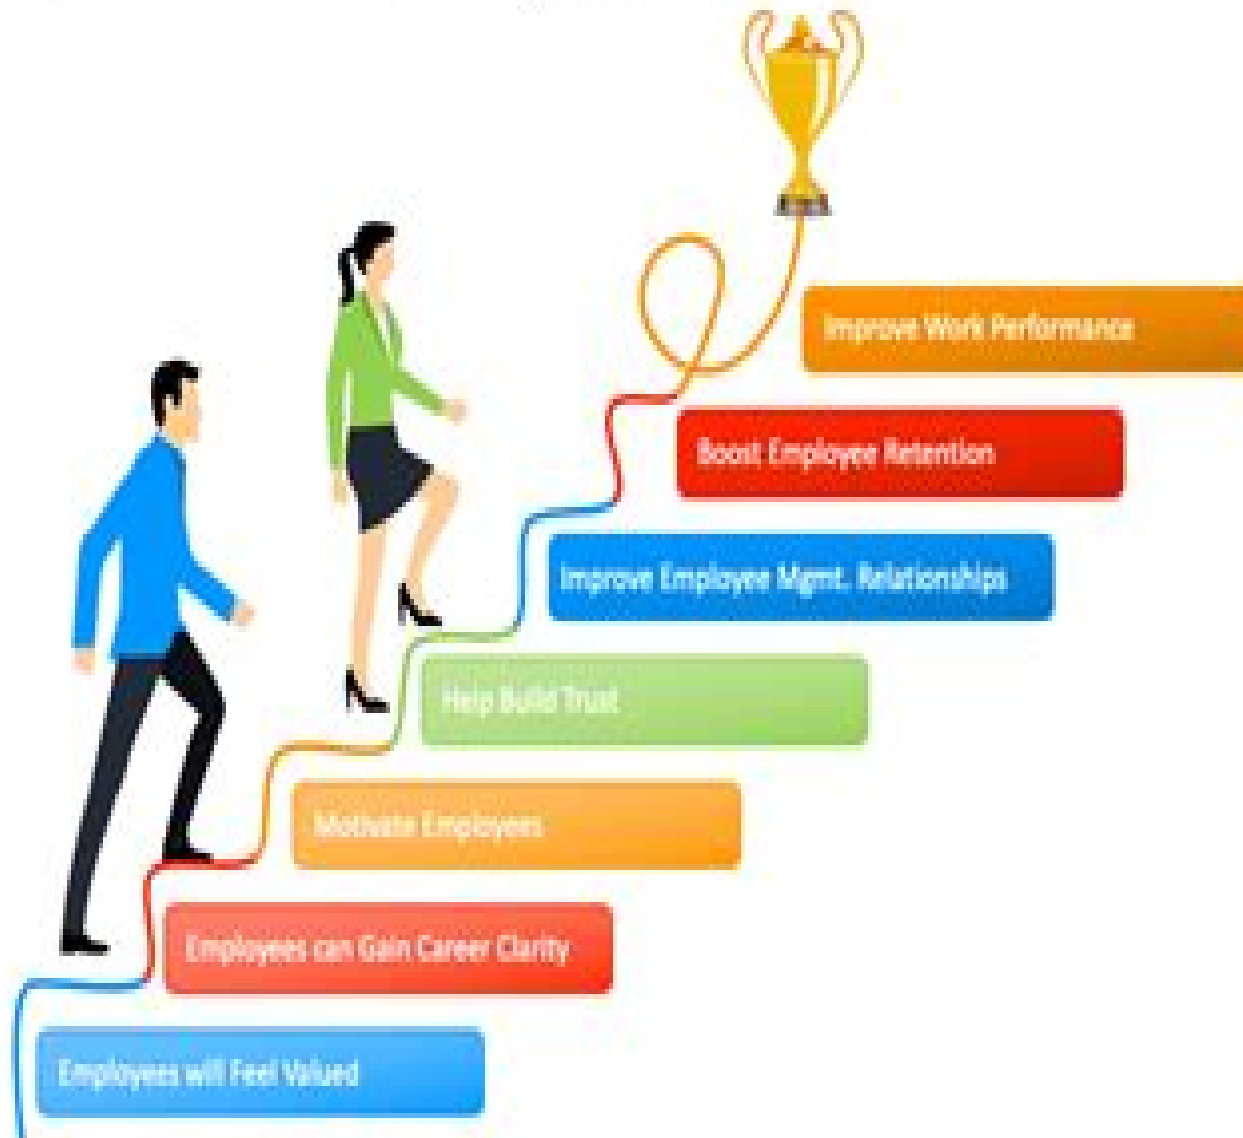 Improve Work Performance
Boost Employee Retention
Improve Employee Mgmt. Relationships
Help Build Trust
Motivate Employees
Employees can Gain Career Clarity
Employees will Feel Valued